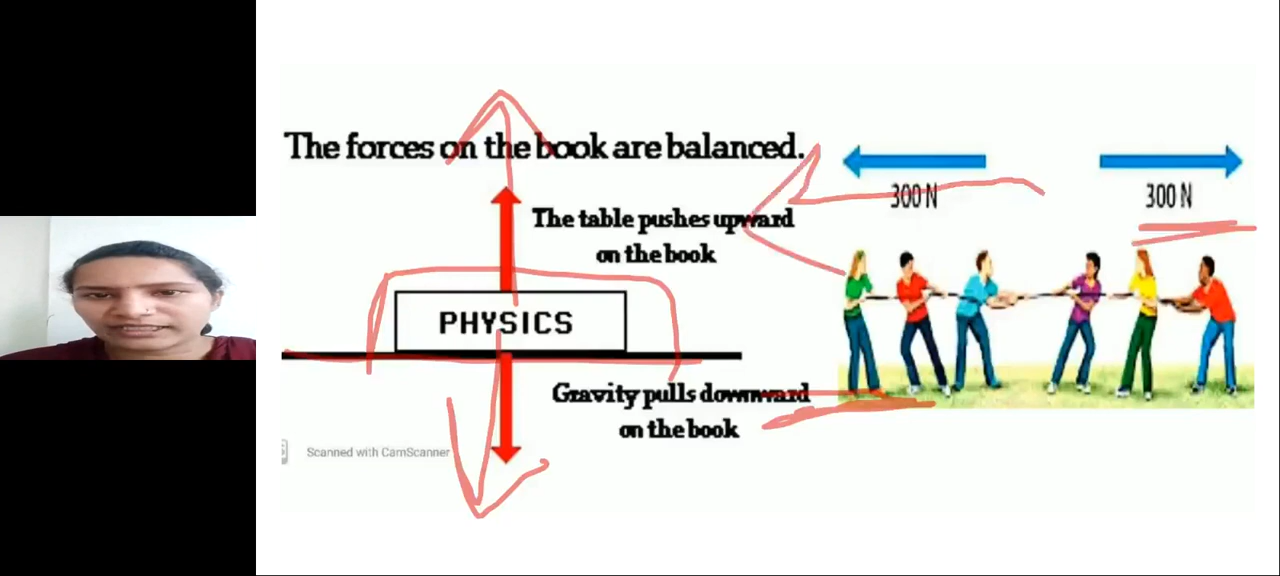 The forces on the book are balanced.
The table pushes upward
on the book
PHYSICS
Gravity pulls downward
on the book
Scanned with CamScanner
300 N
300 N